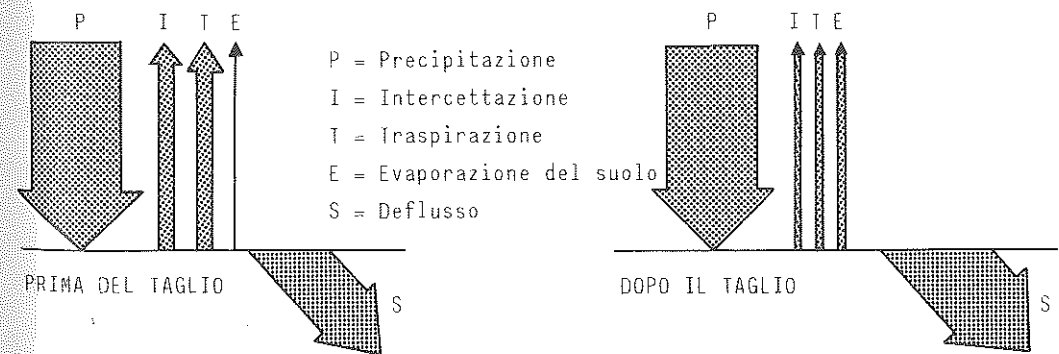 P I T E
P = Precipitazione
I = Intercettazione
T = Traspirazione
E = Evaporazione del suolo
S = Deflusso
PRIMA DEL TAGLIO
S
P I T E
DOPO IL TAGLIO
S